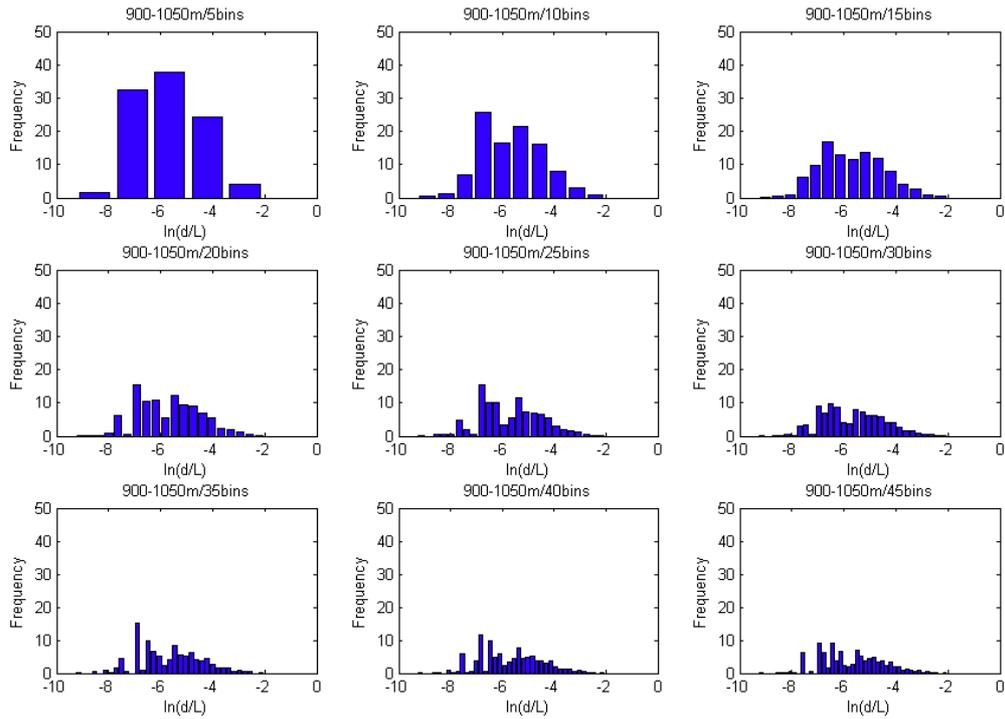 900-1050m/5bins
900-1050m/10bins
900-1050m/15bins
50
40
30
20
10
0
Frequency
-10 -8 -6 -4 -2 0
ln(d/L)
50
40
30
20
10
0
Frequency
-10 -8 -6 -4 -2 0
ln(d/L)
50
40
30
20
10
0
Frequency
-10 -8 -6 -4 -2 0
ln(d/L)
900-1050m/20bins
900-1050m/25bins
900-1050m/30bins
50
40
30
20
10
0
Frequency
-10 -8 -6 -4 -2 0
ln(d/L)
50
40
30
20
10
0
Frequency
-10 -8 -6 -4 -2 0
ln(d/L)
50
40
30
20
10
0
Frequency
-10 -8 -6 -4 -2 0
ln(d/L)
900-1050m/35bins
900-1050m/40bins
900-1050m/45bins
50
40
30
20
10
0
Frequency
-10 -8 -6 -4 -2 0
ln(d/L)
50
40
30
20
10
0
Frequency
-10 -8 -6 -4 -2 0
ln(d/L)
50
40
30
20
10
0
Frequency
-10 -8 -6 -4 -2 0
ln(d/L)